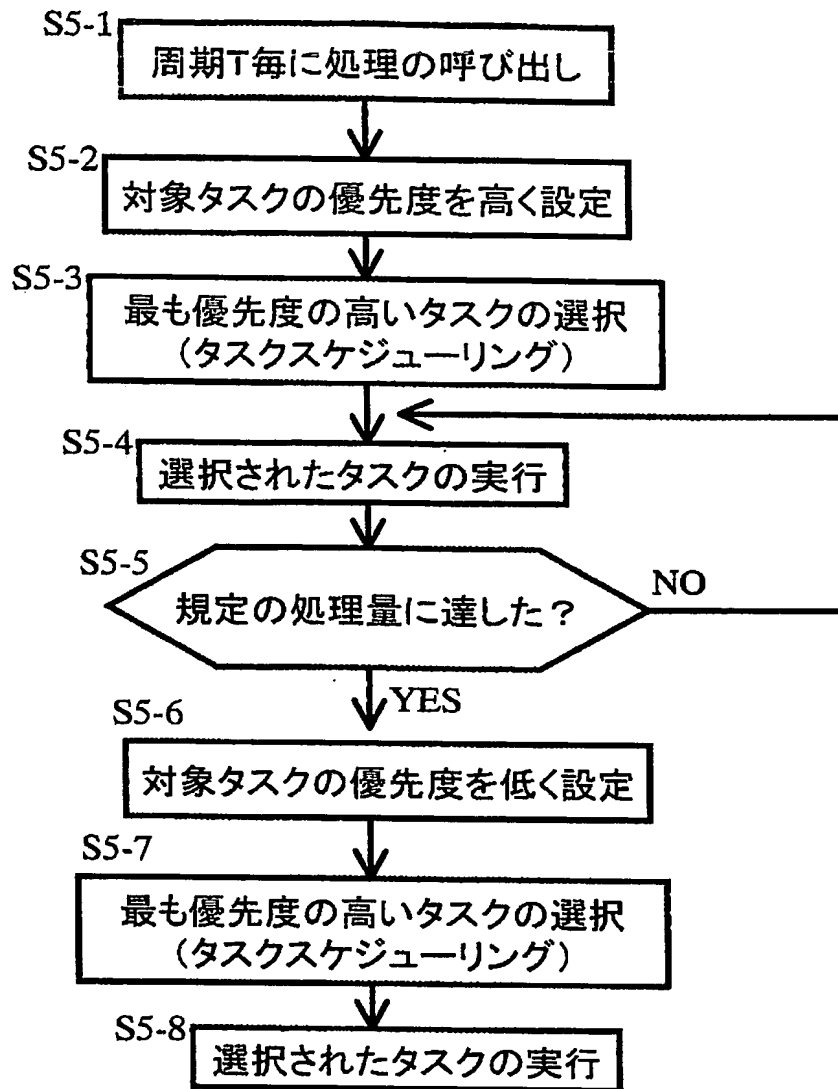 S5-1
周期T毎に処理の呼び出し
S5-2
対象タスクの優先度を高く設定
S5-3
最も優先度の高いタスクの選択
(タスクスケジューリング)
S5-4
選択されたタスクの実行
S5-5
規定の処理量に達した?
NO
YES
S5-6
対象タスクの優先度を低く設定
S5-7
最も優先度の高いタスクの選択
(タスクスケジューリング)
S5-8
選択されたタスクの実行